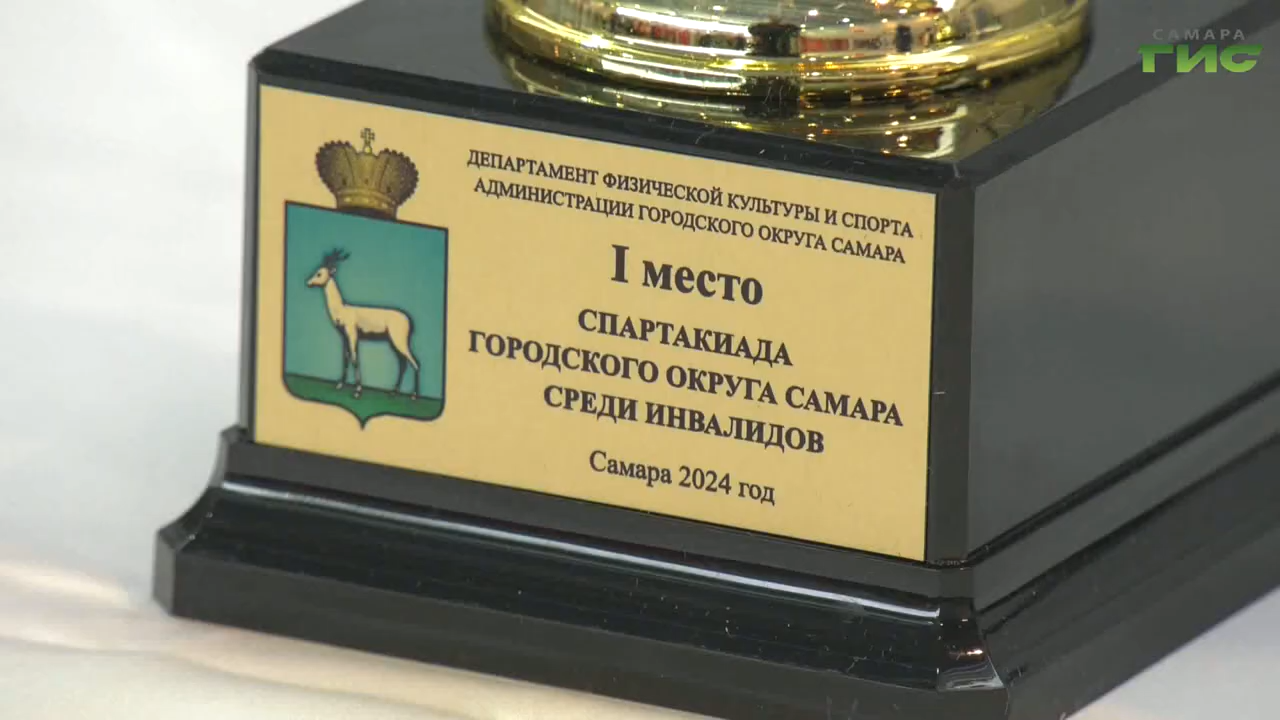 САМАРА
ГИС
ДЕПАРТАМЕНТ ФИЗИЧЕСКОЙ КУЛЬТУРЫ И СПОРТА
АДМИНИСТРАЦИИ ГОРОДСКОГО ОКРУГА САМАРА
I место
СПАРТАКИАДА
ГОРОДСКОГО ОКРУГА САМАРА
СРЕДИ ИНВАЛИДОВ
Самара 2024 год